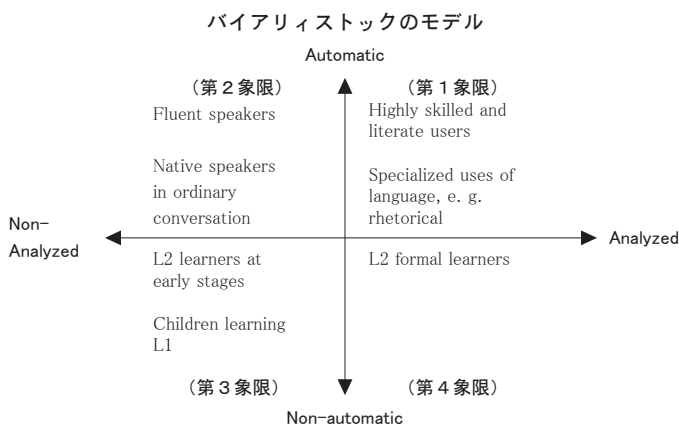 バイアリィストックのモデル
Automatic
（第２象限）
（第１象限）
Fluent speakers
Native speakers
in ordinary
conversation
Highly skilled and
literate users
Specialized uses of
language, e. g.
rhetorical
Non-
Analyzed
Analyzed
L2 learners at
early stages
Children learning
L1
L2 formal learners
（第３象限）
（第４象限）
Non-automatic